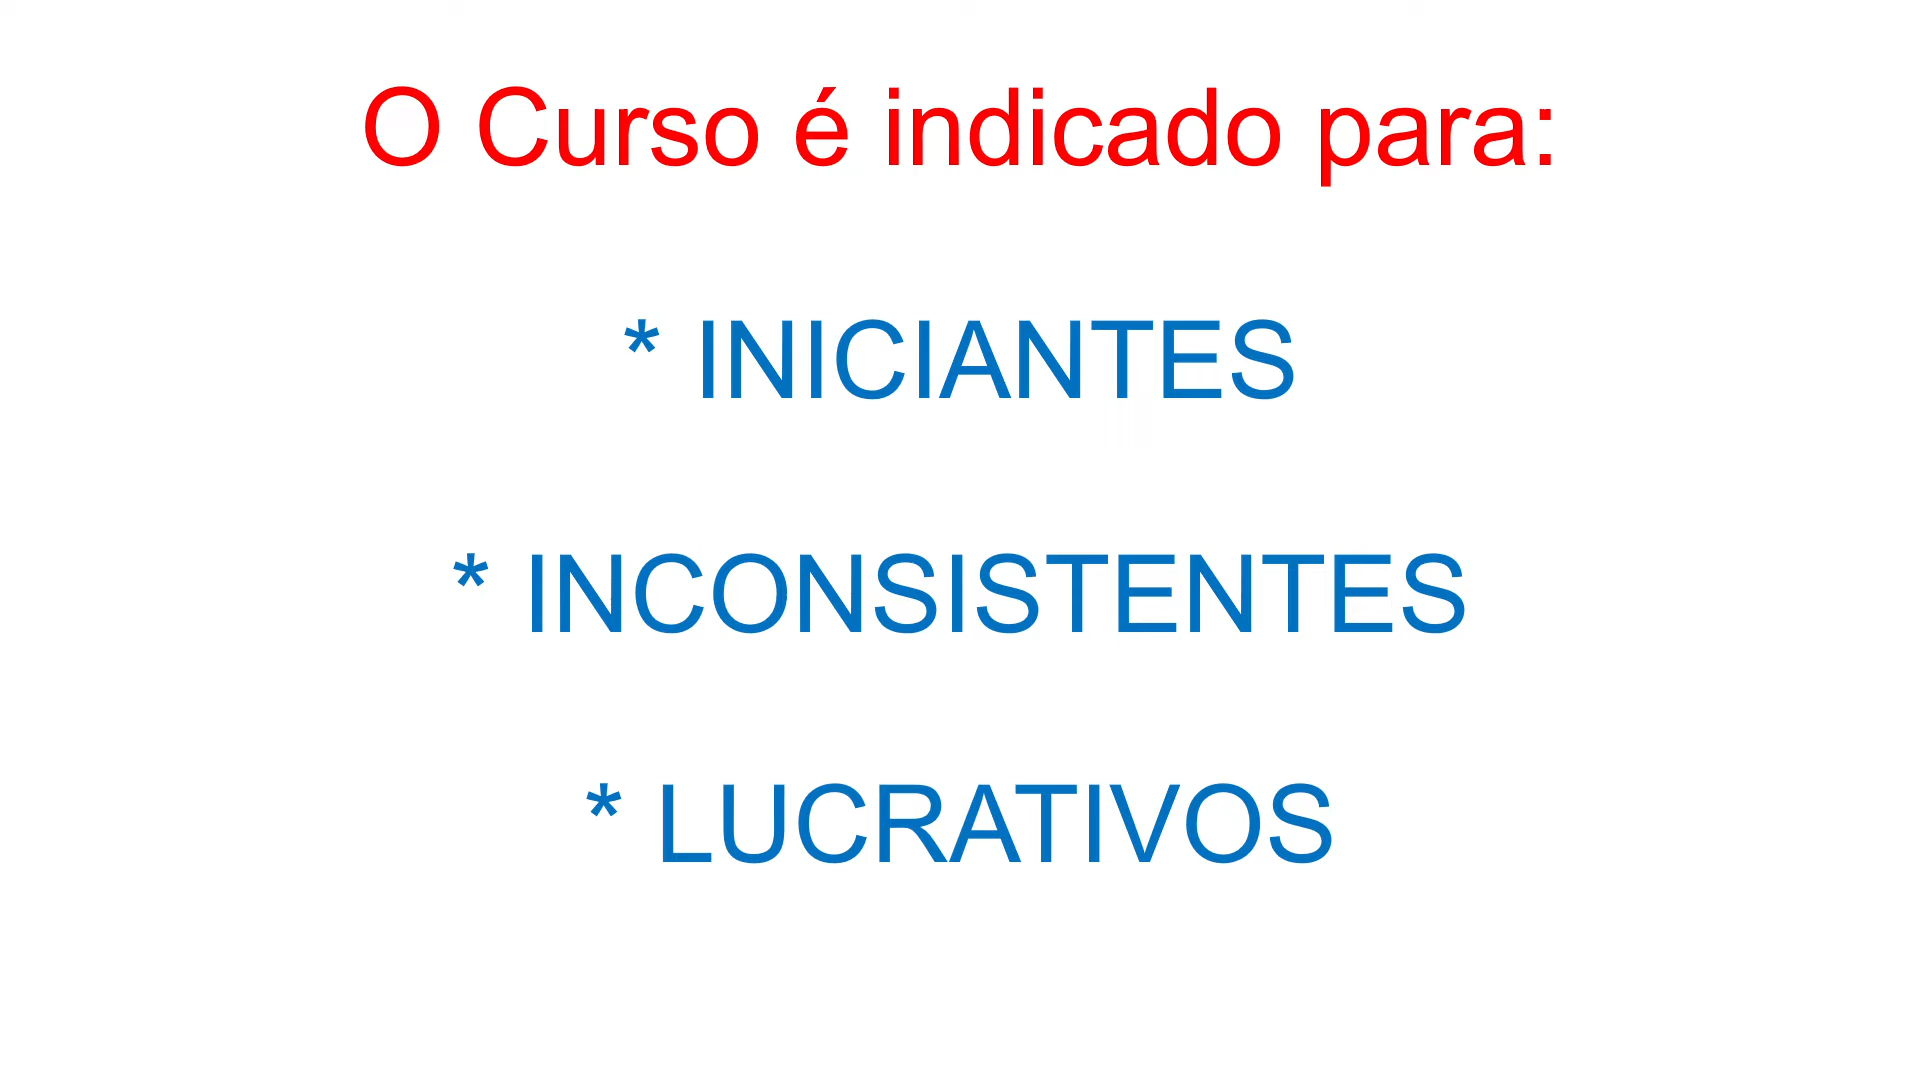 O Curso é indicado para:
* INICIANTES
* INCONSISTENTES
* LUCRATIVOS